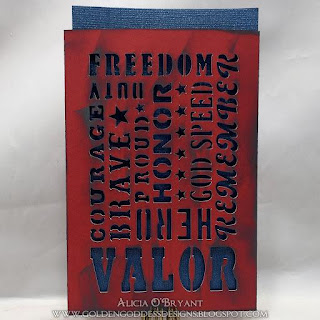 FREEDOM
DUTY
COURAGE
BRAVE
PROUD
HONOR
GOD SPEED
REMEMBER
HERO
VALOR
ALICIA O'BRYANT
WWW.GOLDENGODDESSDESIGNS.BLOGSPOT.COM